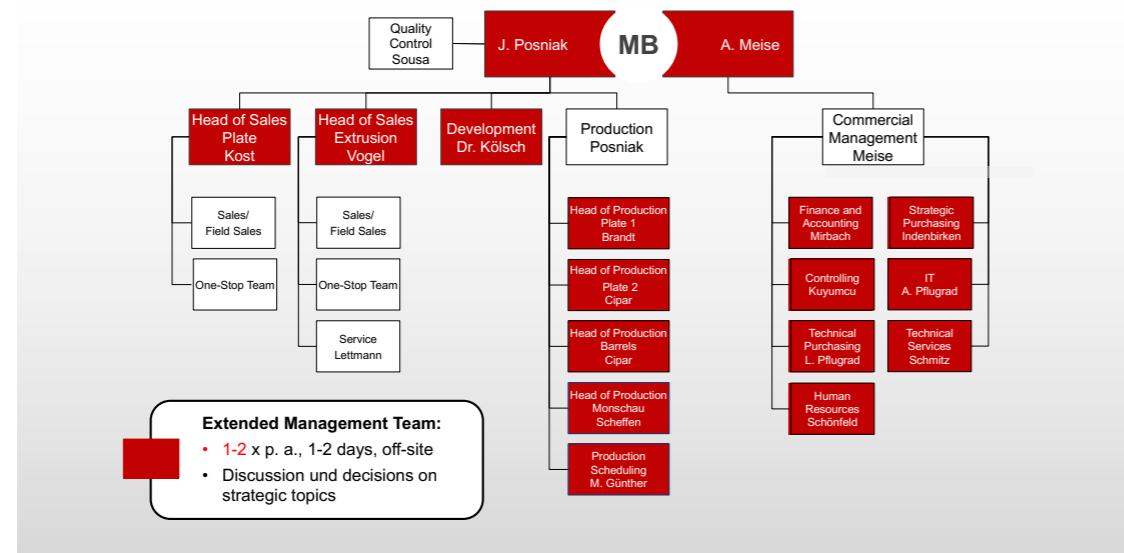 Quality
Control
Sousa
J. Posniak
MB
A. Meise
Head of Sales
Plate
Kost
Head of Sales
Extrusion
Vogel
Development
Dr. Kölsch
Production
Posniak
Commercial
Management
Meise
Sales/
Field Sales
One-Stop Team
Sales/
Field Sales
One-Stop Team
Service
Lettmann
Head of Production
Plate 1
Brandt
Head of Production
Plate 2
Cipar
Head of Production
Barrels
Cipar
Head of Production
Monschau
Scheffen
Production
Scheduling
M. Günther
Finance and
Accounting
Mirbach
Strategic
Purchasing
Indenbirken
Controlling
Kuyumcu
IT
A. Pflugrad
Technical
Purchasing
L. Pflugrad
Technical
Services
Schmitz
Human
Resources
Schönfeld
Extended Management Team:
• 1-2 x p. a., 1-2 days, off-site
• Discussion und decisions on
strategic topics